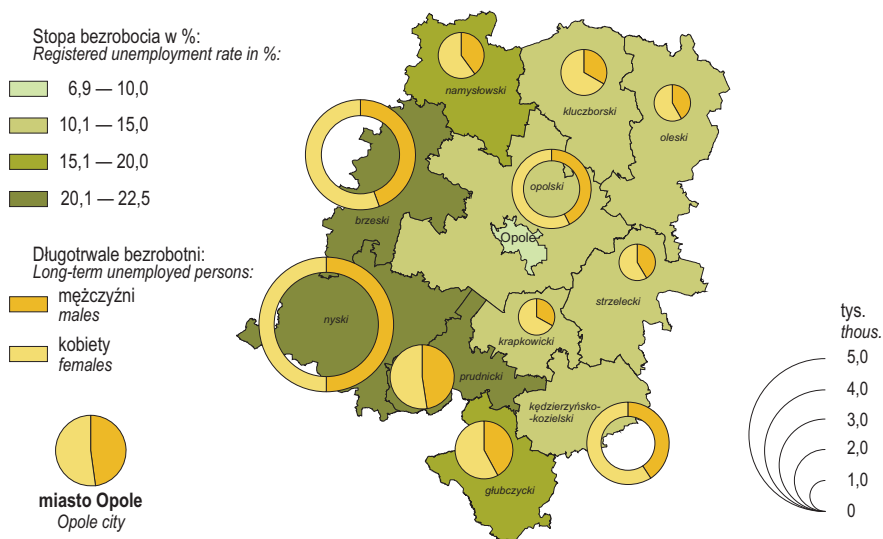 Stopa bezrobocia w %:
Registered unemployment rate in %:
6,9 — 10,0
10,1 — 15,0
15,1 — 20,0
20,1 — 22,5
Długotrwale bezrobotni:
Long-term unemployed persons:
mężczyźni
males
kobiety
females
miasto Opole
Opole city
namysłowski
kluczborski
oleski
brzeski
opolski
Opole
strzelecki
nyski
krapkowicki
prudnicki
kędzierzyńsko-
-kozielski
głubczycki
tys.
thous.
5,0
4,0
3,0
2,0
1,0
0